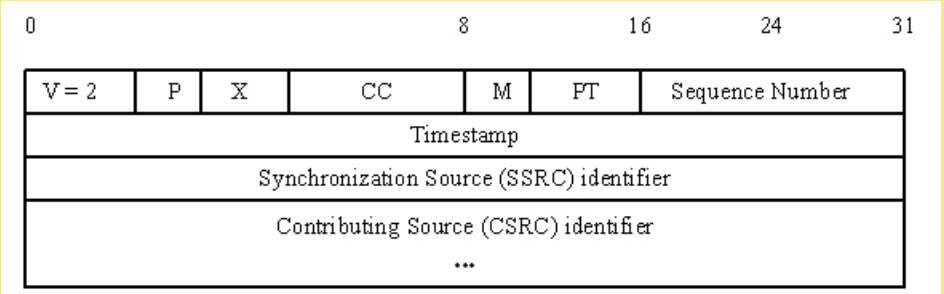 0 8 16 24 31
V = 2 P X CC M PT Sequence Number
Timestamp
Synchronization Source (SSRC) identifier
Contributing Source (CSRC) identifier
...